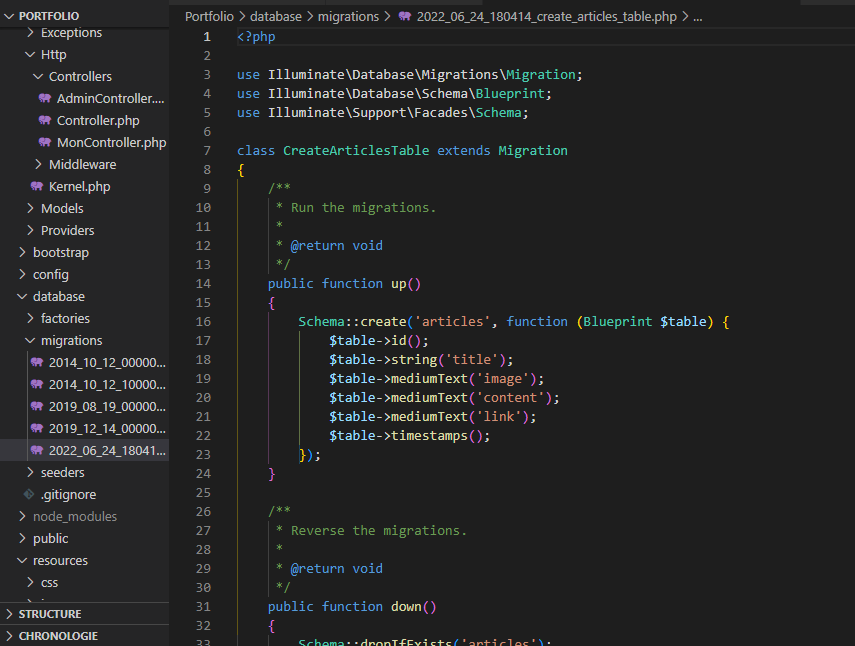 PORTFOLIO
Exceptions
Http
Controllers
AdminController....
Controller.php
MonController.php
Middleware
Kernel.php
Models
Providers
bootstrap
config
database
factories
migrations
2014_10_12_00000...
2014_10_12_10000...
2019_08_19_00000...
2019_12_14_00000...
2022_06_24_18041...
seeders
.gitignore
node_modules
public
resources
css
STRUCTURE
CHRONOLOGIE
Portfolio > database > migrations > 2022_06_24_180414_create_articles_table.php > ...
1 <?php
2
3 use Illuminate\Database\Migrations\Migration;
4 use Illuminate\Database\Schema\Blueprint;
5 use Illuminate\Support\Facades\Schema;
6
7 class CreateArticlesTable extends Migration
8 {
9 /**
10 * Run the migrations.
11 *
12 * @return void
13 */
14 public function up()
15 {
16 Schema::create('articles', function (Blueprint $table) {
17 $table->id();
18 $table->string('title');
19 $table->mediumText('image');
20 $table->mediumText('content');
21 $table->mediumText('link');
22 $table->timestamps();
23 });
24 }
25
26 /**
27 * Reverse the migrations.
28 *
29 * @return void
30 */
31 public function down()
32 {
33 Schema::dropIfExists('articles');